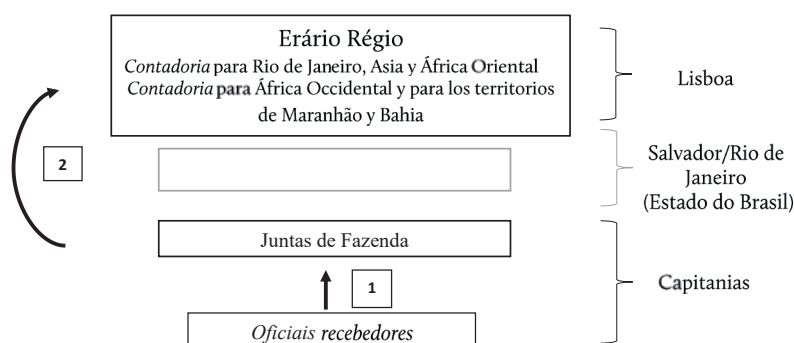 Erário Régio
Contadoria para Rio de Janeiro, Asia y África Oriental
Contadoria para África Occidental y para los territorios
de Maranhão y Bahia
Lisboa
2
Salvador/Rio de
Janeiro
(Estado do Brasil)
Juntas de Fazenda
1
Capitanias
Oficiais recebedores